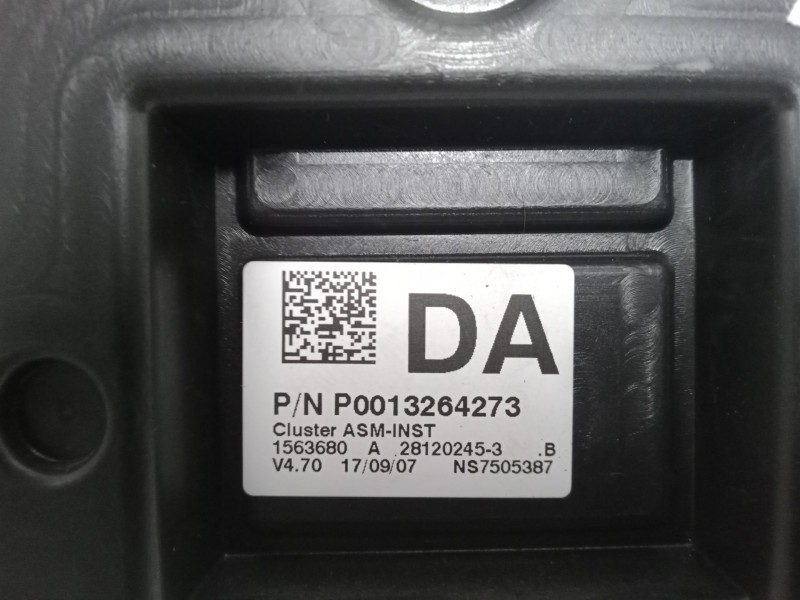 DA
P/N P0013264273
Cluster ASM-INST
1563680 A 28120245-3 .B
V4.70 17/09/07 NS7505387